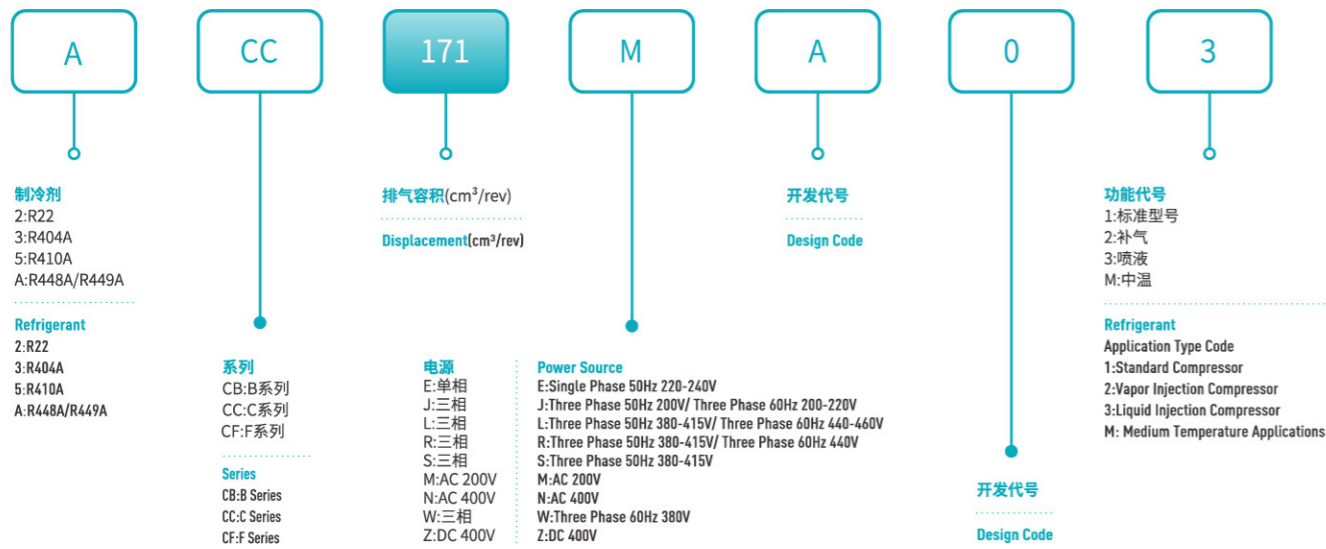 A
CC
171
M
A
0
3
制冷剂
2:R22
3:R404A
5:R410A
A:R448A/R449A
Refrigerant
2:R22
3:R404A
5:R410A
A:R448A/R449A
系列
CB:B系列
CC:C系列
CF:F系列
Series
CB:B Series
CC:C Series
CF:F Series
排气容积(cm³/rev)
Displacement(cm³/rev)
电源
E:单相
J:三相
L:三相
R:三相
S:三相
M:AC 200V
N:AC 400V
W:三相
Z:DC 400V
Power Source
E:Single Phase 50Hz 220-240V
J:Three Phase 50Hz 200V/ Three Phase 60Hz 200-220V
L:Three Phase 50Hz 380-415V/ Three Phase 60Hz 440-460V
R:Three Phase 50Hz 380-415V/ Three Phase 60Hz 440V
S:Three Phase 50Hz 380-415V
M:AC 200V
N:AC 400V
W:Three Phase 60Hz 380V
Z:DC 400V
开发代号
Design Code
开发代号
Design Code
功能代号
1:标准型号
2:补气
3:喷液
M:中温
Refrigerant
Application Type Code
1:Standard Compressor
2:Vapor Injection Compressor
3:Liquid Injection Compressor
M: Medium Temperature Applications